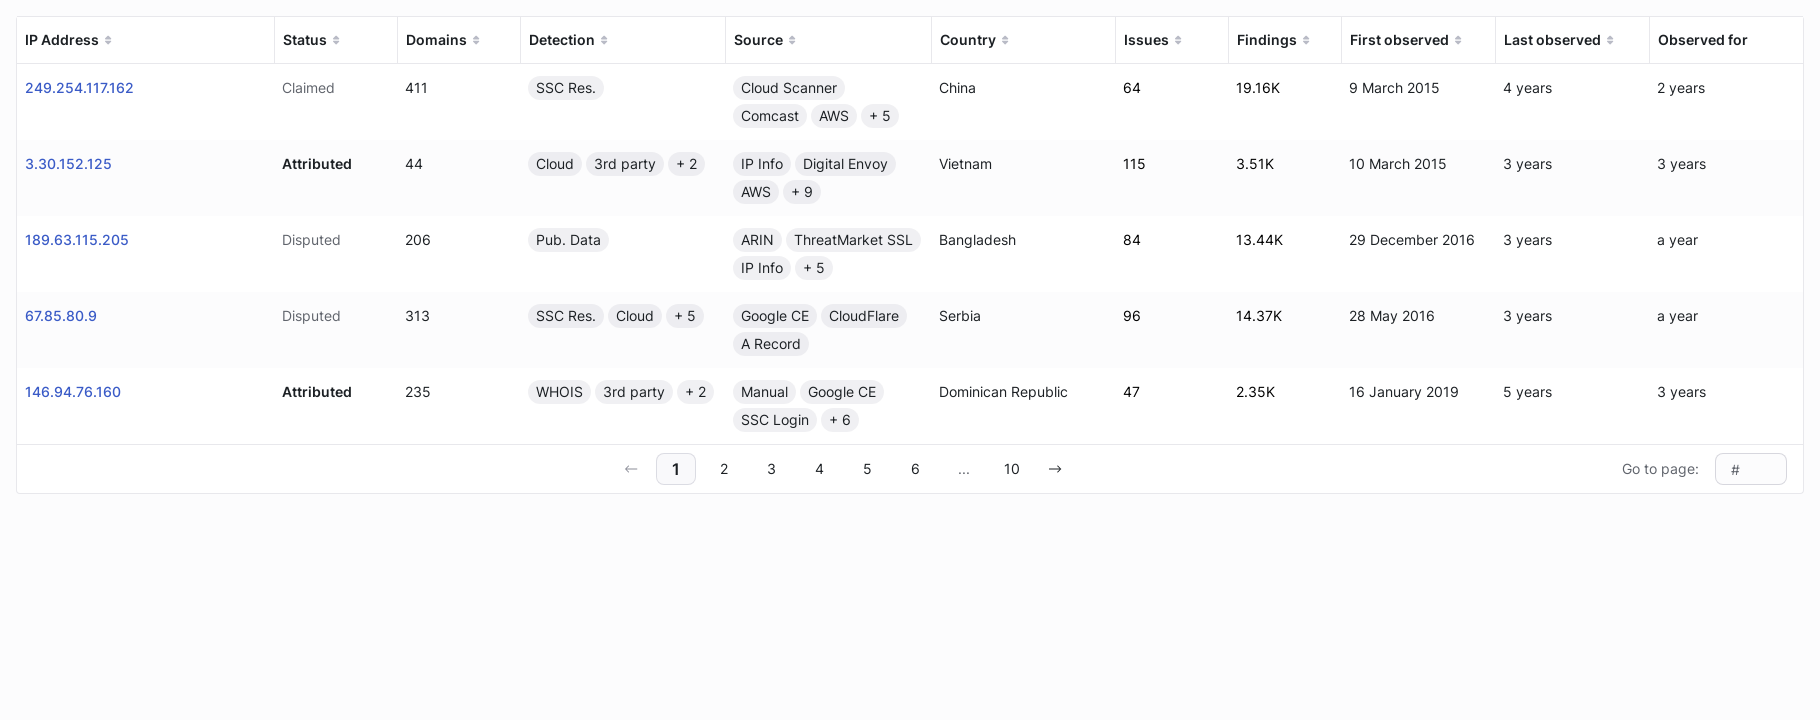 IP Address Status Domains Detection Source Country Issues Findings First observed Last observed Observed for
249.254.117.162 Claimed 411 SSC Res. Cloud Scanner China 64 19.16K 9 March 2015 4 years 2 years
Comcast AWS + 5
3.30.152.125 Attributed 44 Cloud 3rd party + 2 IP Info Digital Envoy Vietnam 115 3.51K 10 March 2015 3 years 3 years
AWS + 9
189.63.115.205 Disputed 206 Pub. Data ARIN ThreatMarket SSL Bangladesh 84 13.44K 29 December 2016 3 years a year
IP Info + 5
67.85.80.9 Disputed 313 SSC Res. Cloud + 5 Google CE CloudFlare Serbia 96 14.37K 28 May 2016 3 years a year
A Record
146.94.76.160 Attributed 235 WHOIS 3rd party + 2 Manual Google CE Dominican Republic 47 2.35K 16 January 2019 5 years 3 years
SSC Login + 6
← 1 2 3 4 5 6 ... 10 → Go to page: #